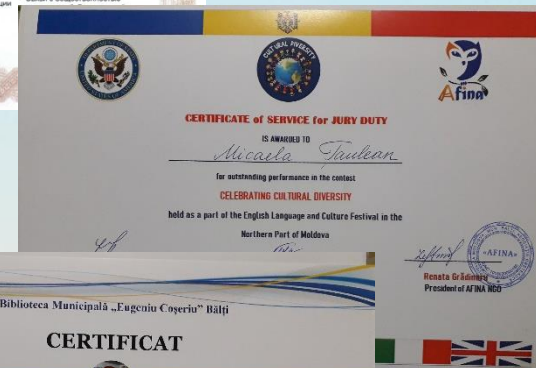 CULTURAL DIVERSITY
Afina
CERTIFICATE of SERVICE for JURY DUTY
IS AWARDED TO
Micaela Taulean
for outstanding performance in the contest
CELEBRATING CULTURAL DIVERSITY
held as a part of the English Language and Culture Festival in the
Northern Part of Moldova
«AFINA»
Renata Grădinaru
President of AFINA NGO
Biblioteca Municipală „Eugeniu Coșeriu” Bălți
CERTIFICAT